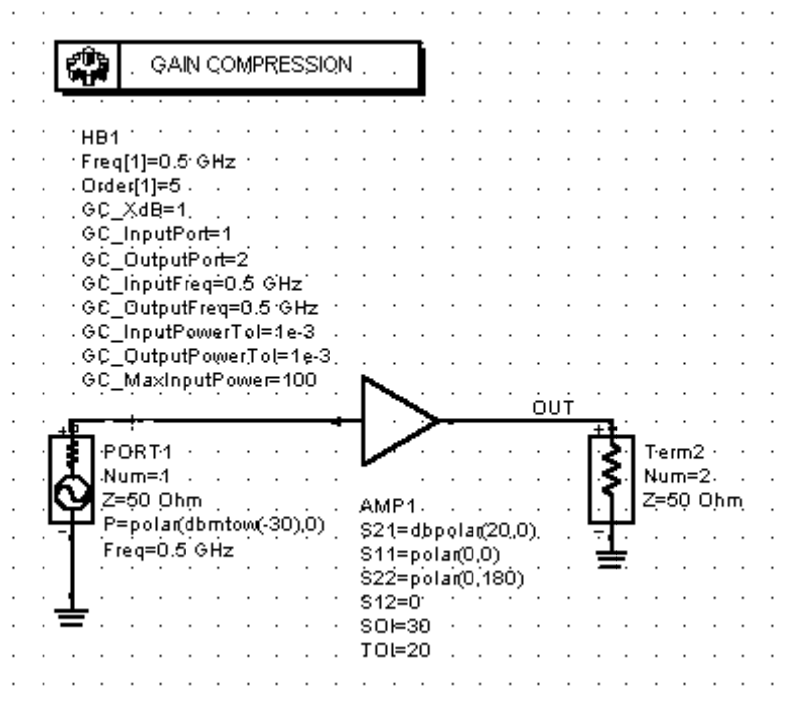 GAIN COMPRESSION
HB1
Freq[1]=0.5 GHz
Order[1]=5
GC_XdB=1
GC_InputPort=1
GC_OutputPort=2
GC_InputFreq=0.5 GHz
GC_OutputFreq=0.5 GHz
GC_InputPowerTol=1e-3
GC_OutputPowerTol=1e-3
GC_MaxInputPower=100
OUT
PORT1
Num=1
Z=50 Ohm
P=polar(dbmtow(-30),0)
Freq=0.5 GHz
AMP1
S21=dbpolar(20,0)
S11=polar(0,0)
S22=polar(0,180)
S12=0
SOI=30
TOI=20
Term2
Num=2
Z=50 Ohm